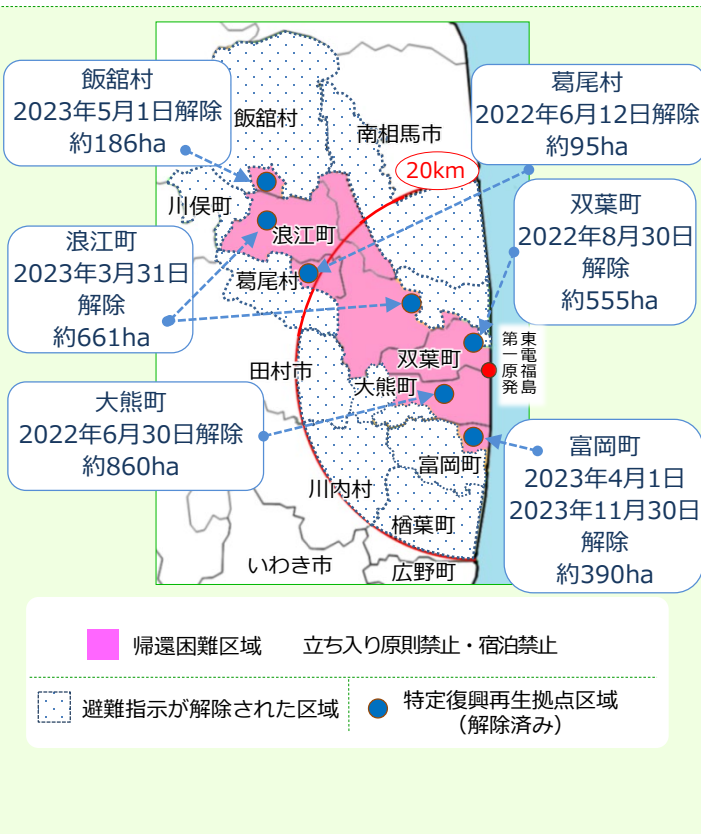 飯舘村
2023年5月1日解除
約186ha
葛尾村
2022年6月12日解除
約95ha
双葉町
2022年8月30日
解除
約555ha
浪江町
2023年3月31日
解除
約661ha
大熊町
2022年6月30日解除
約860ha
富岡町
2023年4月1日
2023年11月30日
解除
約390ha
飯舘村
南相馬市
20km
川俣町
浪江町
葛尾村
田村市
双葉町
大熊町
東電福島
第一原発
富岡町
川内村
楢葉町
いわき市
広野町
帰還困難区域 立ち入り原則禁止・宿泊禁止
避難指示が解除された区域
特定復興再生拠点区域
（解除済み）